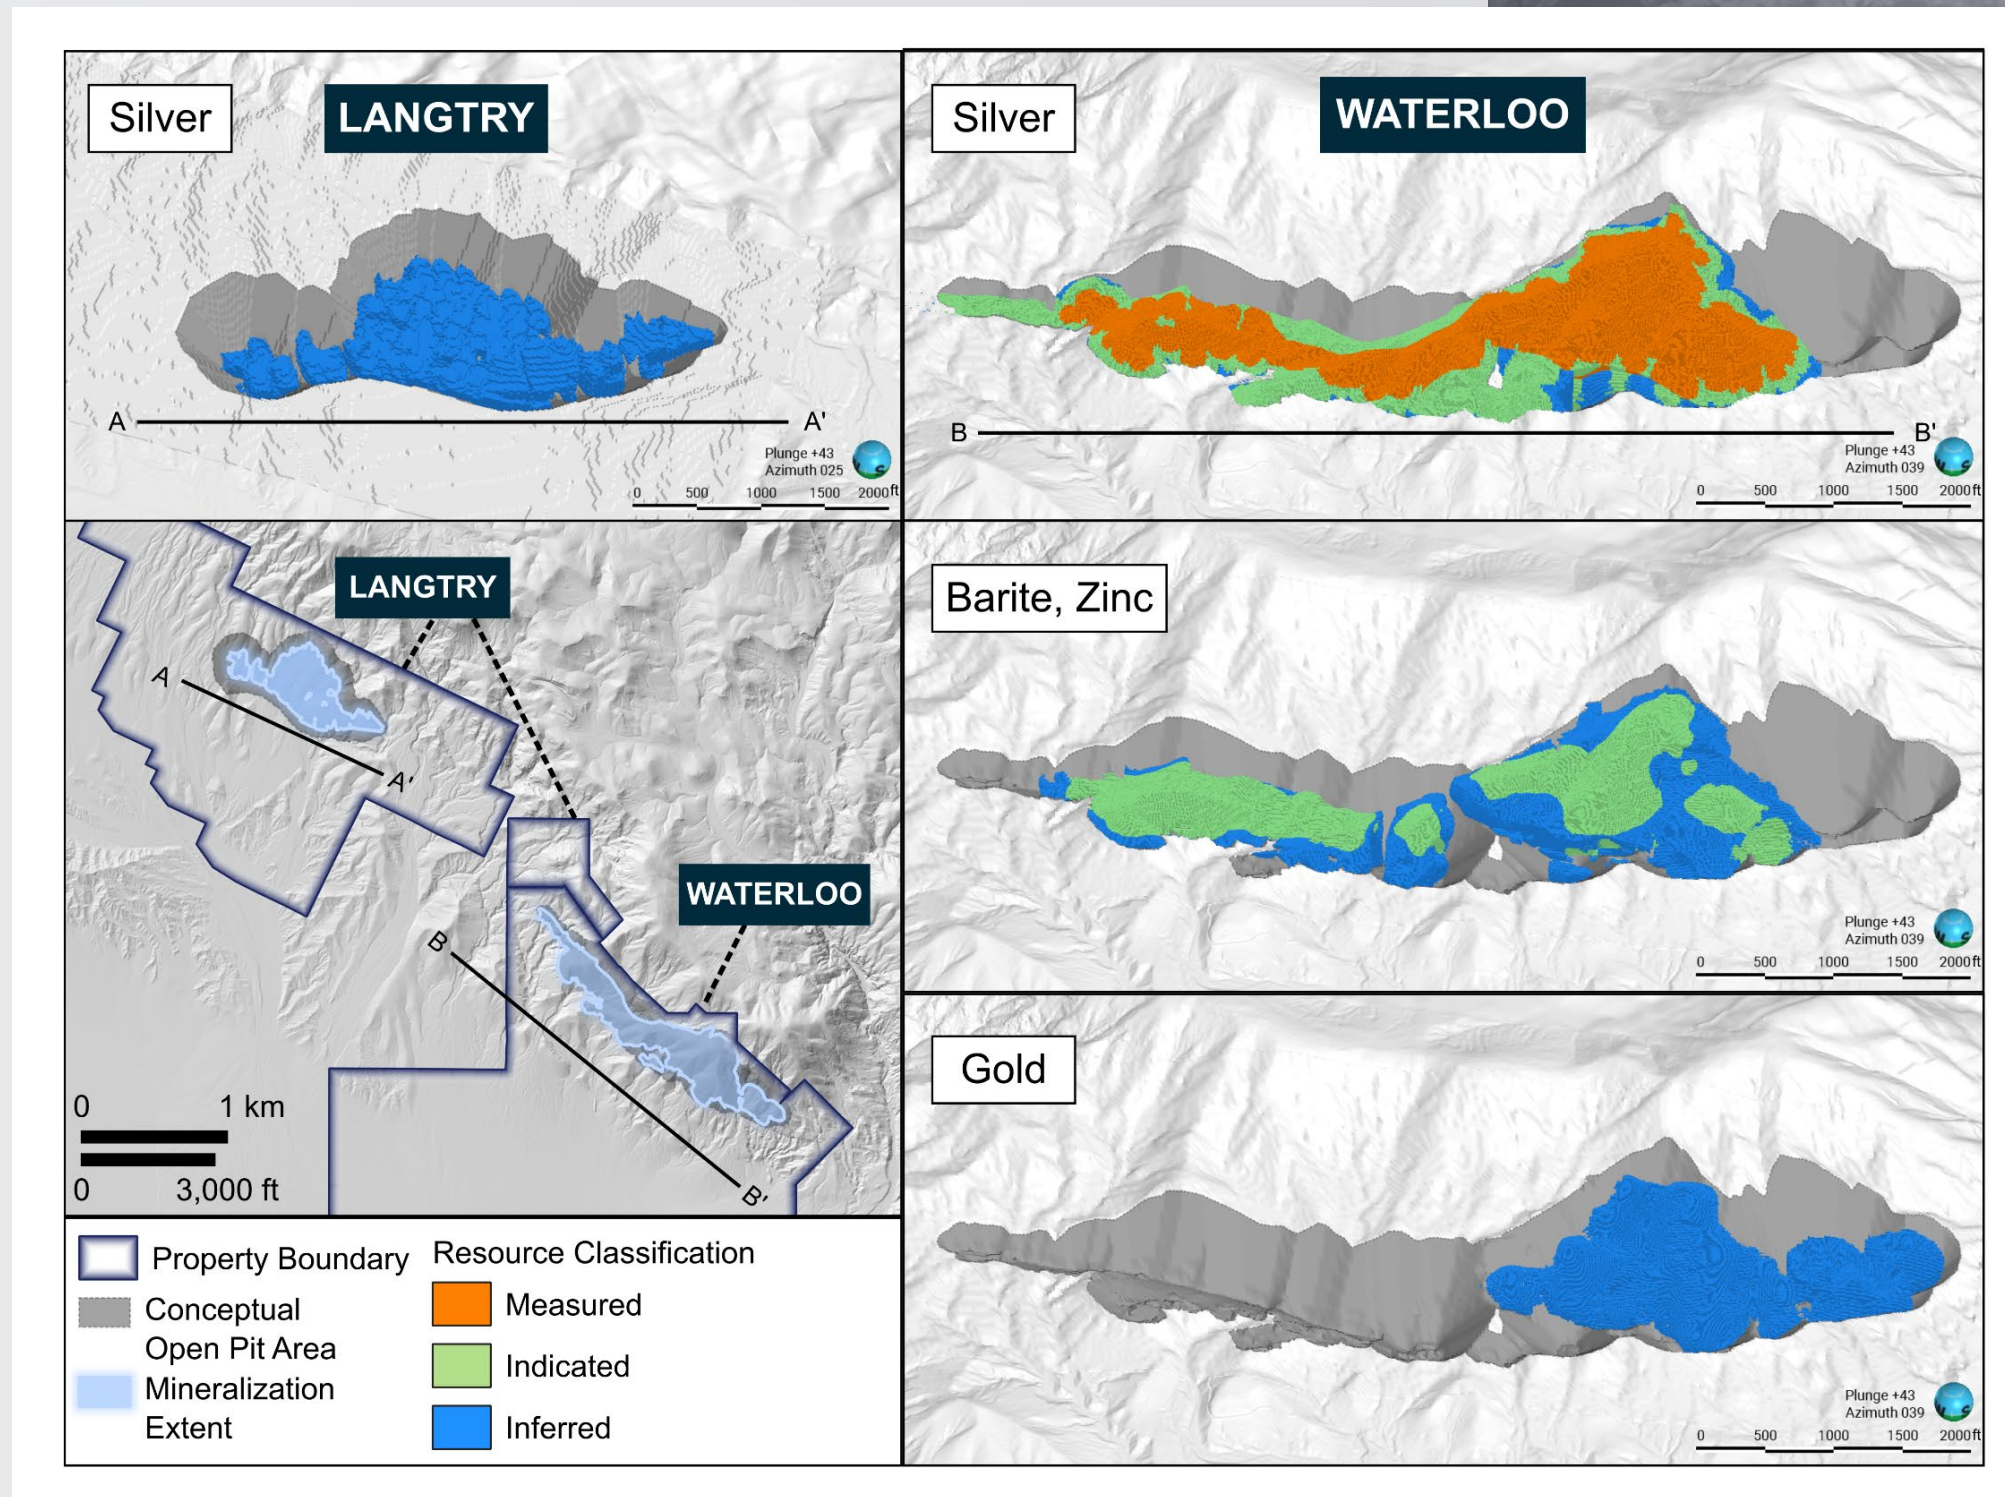 Silver
LANGTRY
A
A'
Plunge +43
Azimuth 025
0 500 1000 1500 2000ft
Silver
WATERLOO
B
B'
Plunge +43
Azimuth 039
0 500 1000 1500 2000ft
LANGTRY
A
A'
WATERLOO
B
B'
0 1 km
0 3,000 ft
Barite, Zinc
Plunge +43
Azimuth 039
0 500 1000 1500 2000ft
Gold
Plunge +43
Azimuth 039
0 500 1000 1500 2000ft
Property Boundary
Conceptual
Open Pit Area
Mineralization
Extent
Resource Classification
Measured
Indicated
Inferred